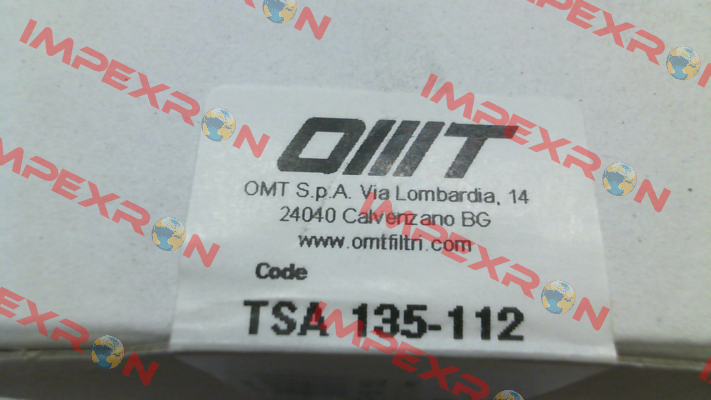 OMT
OMT S.p.A. Via Lombardia, 14
24040 Calvenzano BG
www.omtfiltri.com
Code
TSA 135-112
IMPEXRON
IMPEXRON
IMPEXRON
IMPEXRON
IMPEXRON
IMPEXRON
IMPEXRON